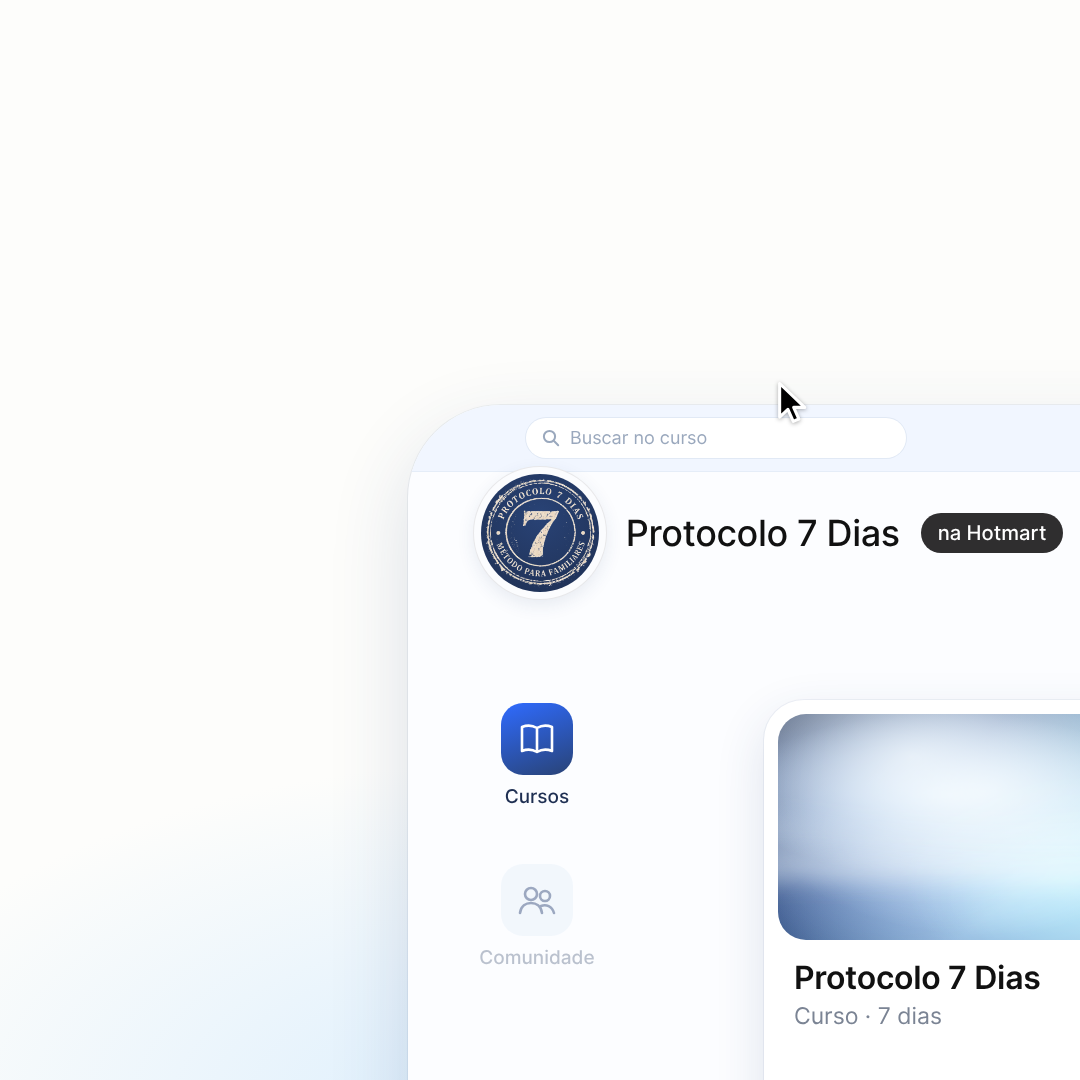 Buscar no curso
PROTOCOLO 7 DIAS
7
MÉTODO PARA FAMILIARES
Protocolo 7 Dias
na Hotmart
Cursos
Comunidade
Protocolo 7 Dias
Curso · 7 dias